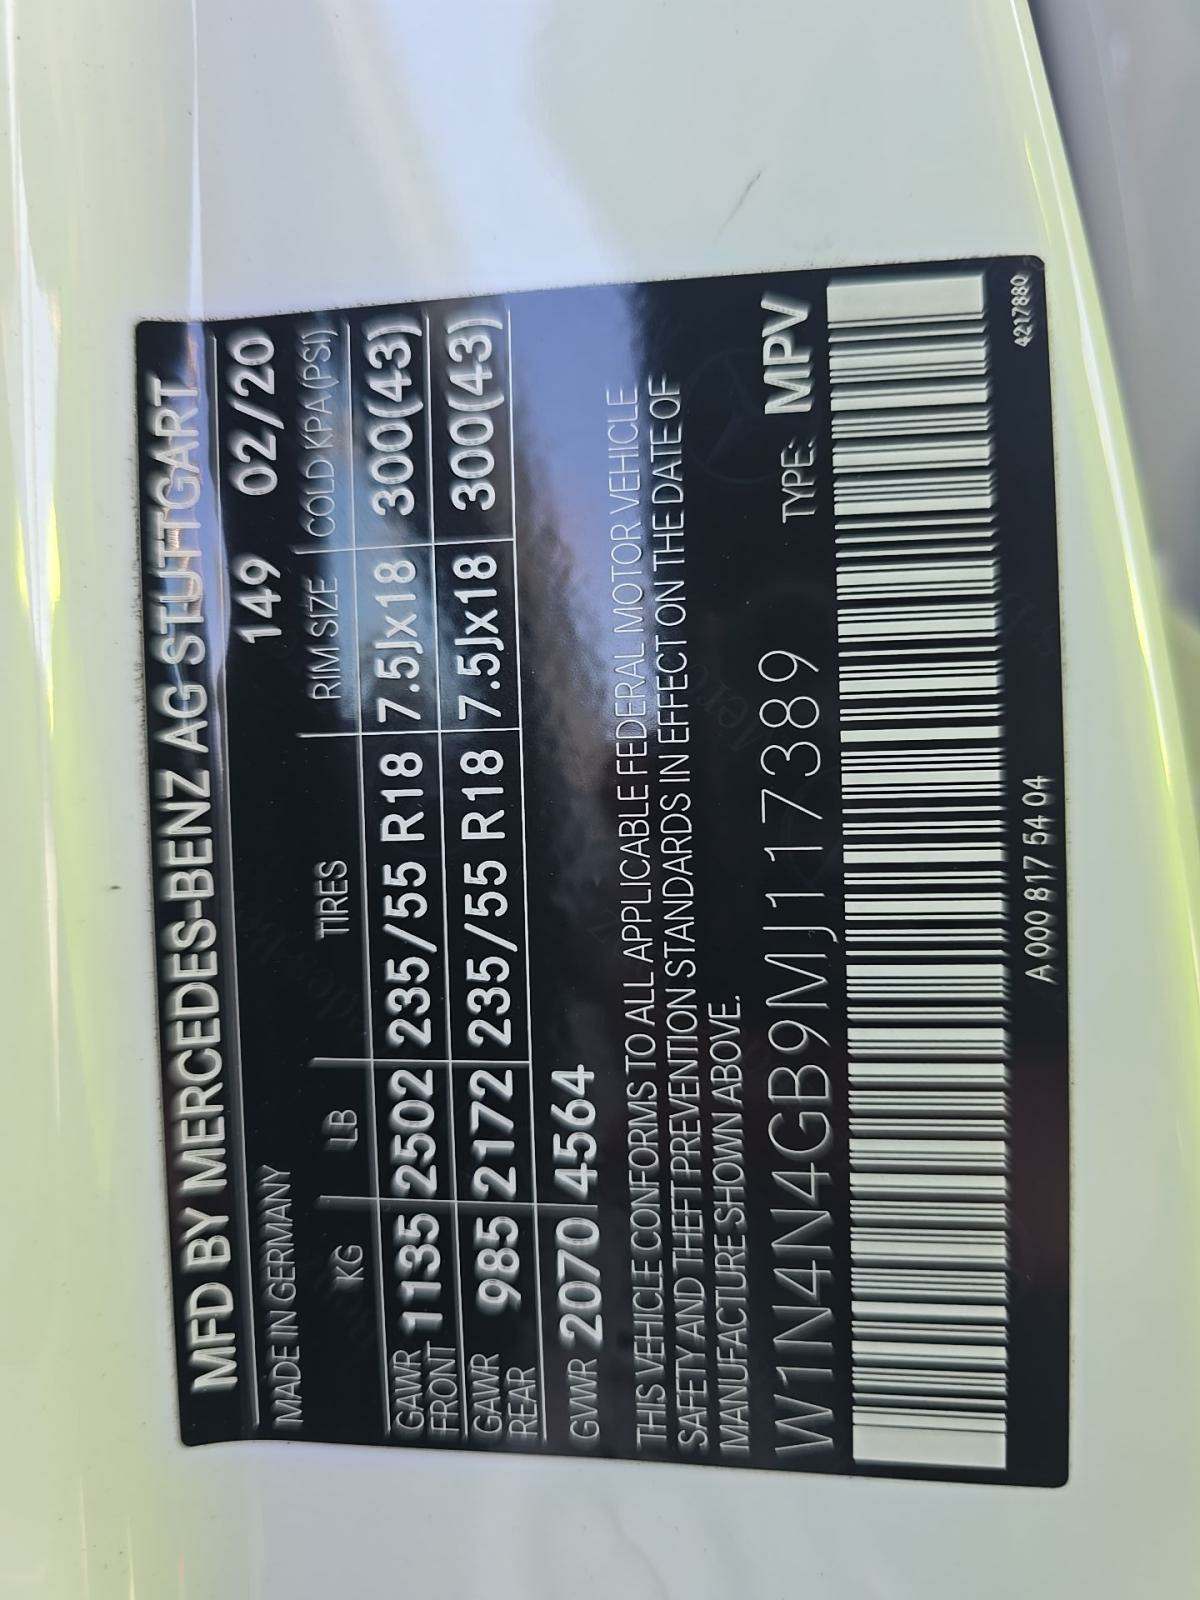 MFD BY MERCEDES-BENZ AG STUTTGART
MADE IN GERMANY 149 02/20
KG LB TIRES RIM SIZE COLD KPA(PSI)
GAWR FRONT 1135 2502 235/55 R18 7.5Jx18 300(43)
GAWR REAR 985 2172 235/55 R18 7.5Jx18 300(43)
GVWR 2070 4564
THIS VEHICLE CONFORMS TO ALL APPLICABLE FEDERAL MOTOR VEHICLE
SAFETY AND THEFT PREVENTION STANDARDS IN EFFECT ON THE DATE OF
MANUFACTURE SHOWN ABOVE.
W1N4N4GB9MJ117389 TYPE: MPV
A 000 817 54 04 4217880